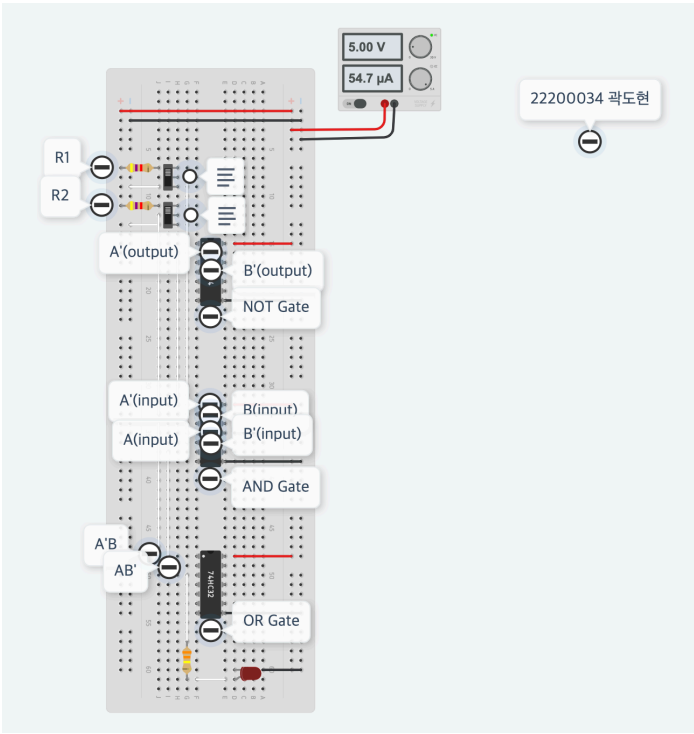 5.00 V
54.7 μA
22200034 곽도현
R1
R2
A'(output)
B'(output)
NOT Gate
A'(input)
B(input)
A(input)
B'(input)
AND Gate
A'B
AB'
74HC32
OR Gate